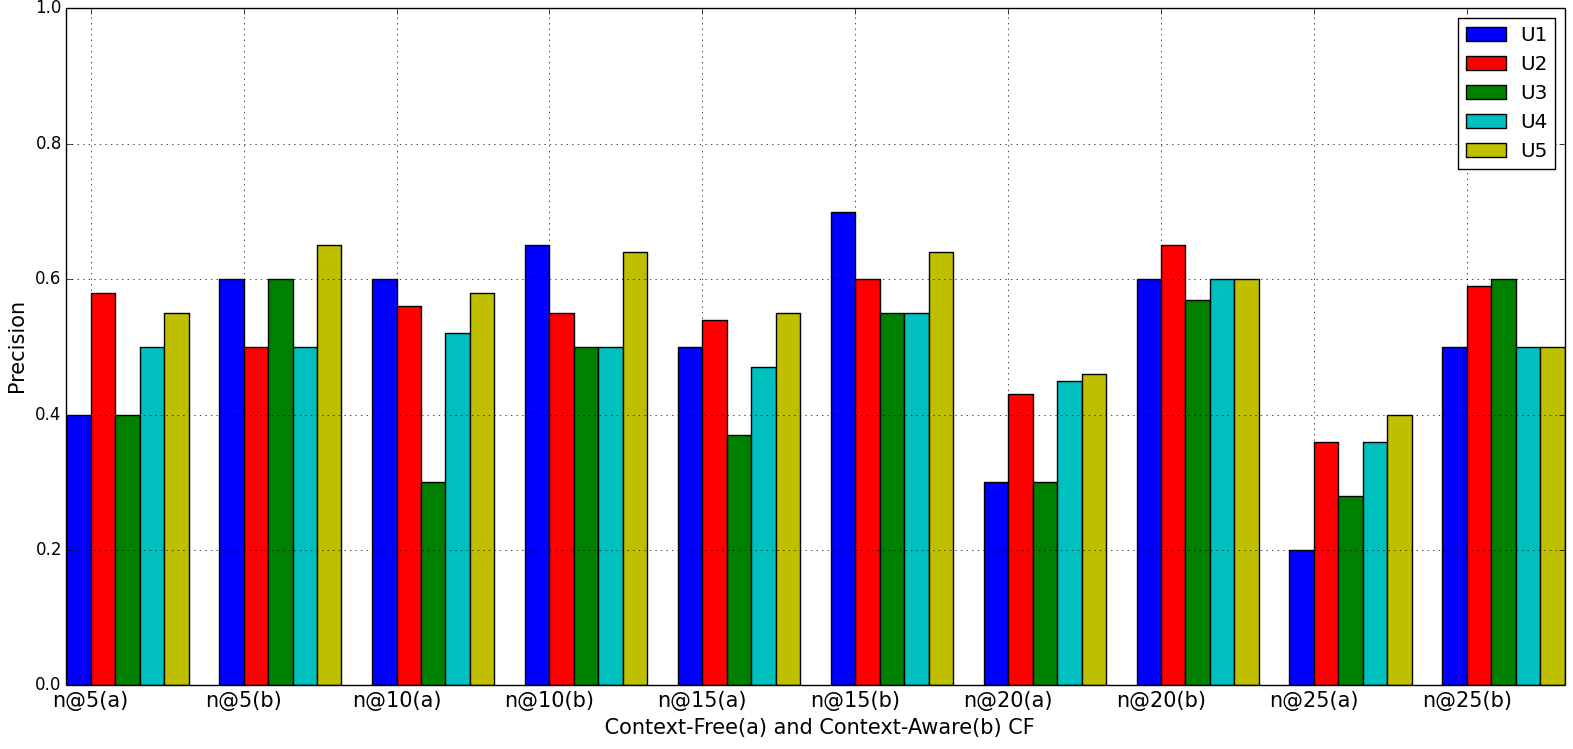 1.0
0.8
0.6
0.4
0.2
0.0
Precision
U1
U2
U3
U4
U5
n@5(a) n@5(b) n@10(a) n@10(b) n@15(a) n@15(b) n@20(a) n@20(b) n@25(a) n@25(b)
Context-Free(a) and Context-Aware(b) CF